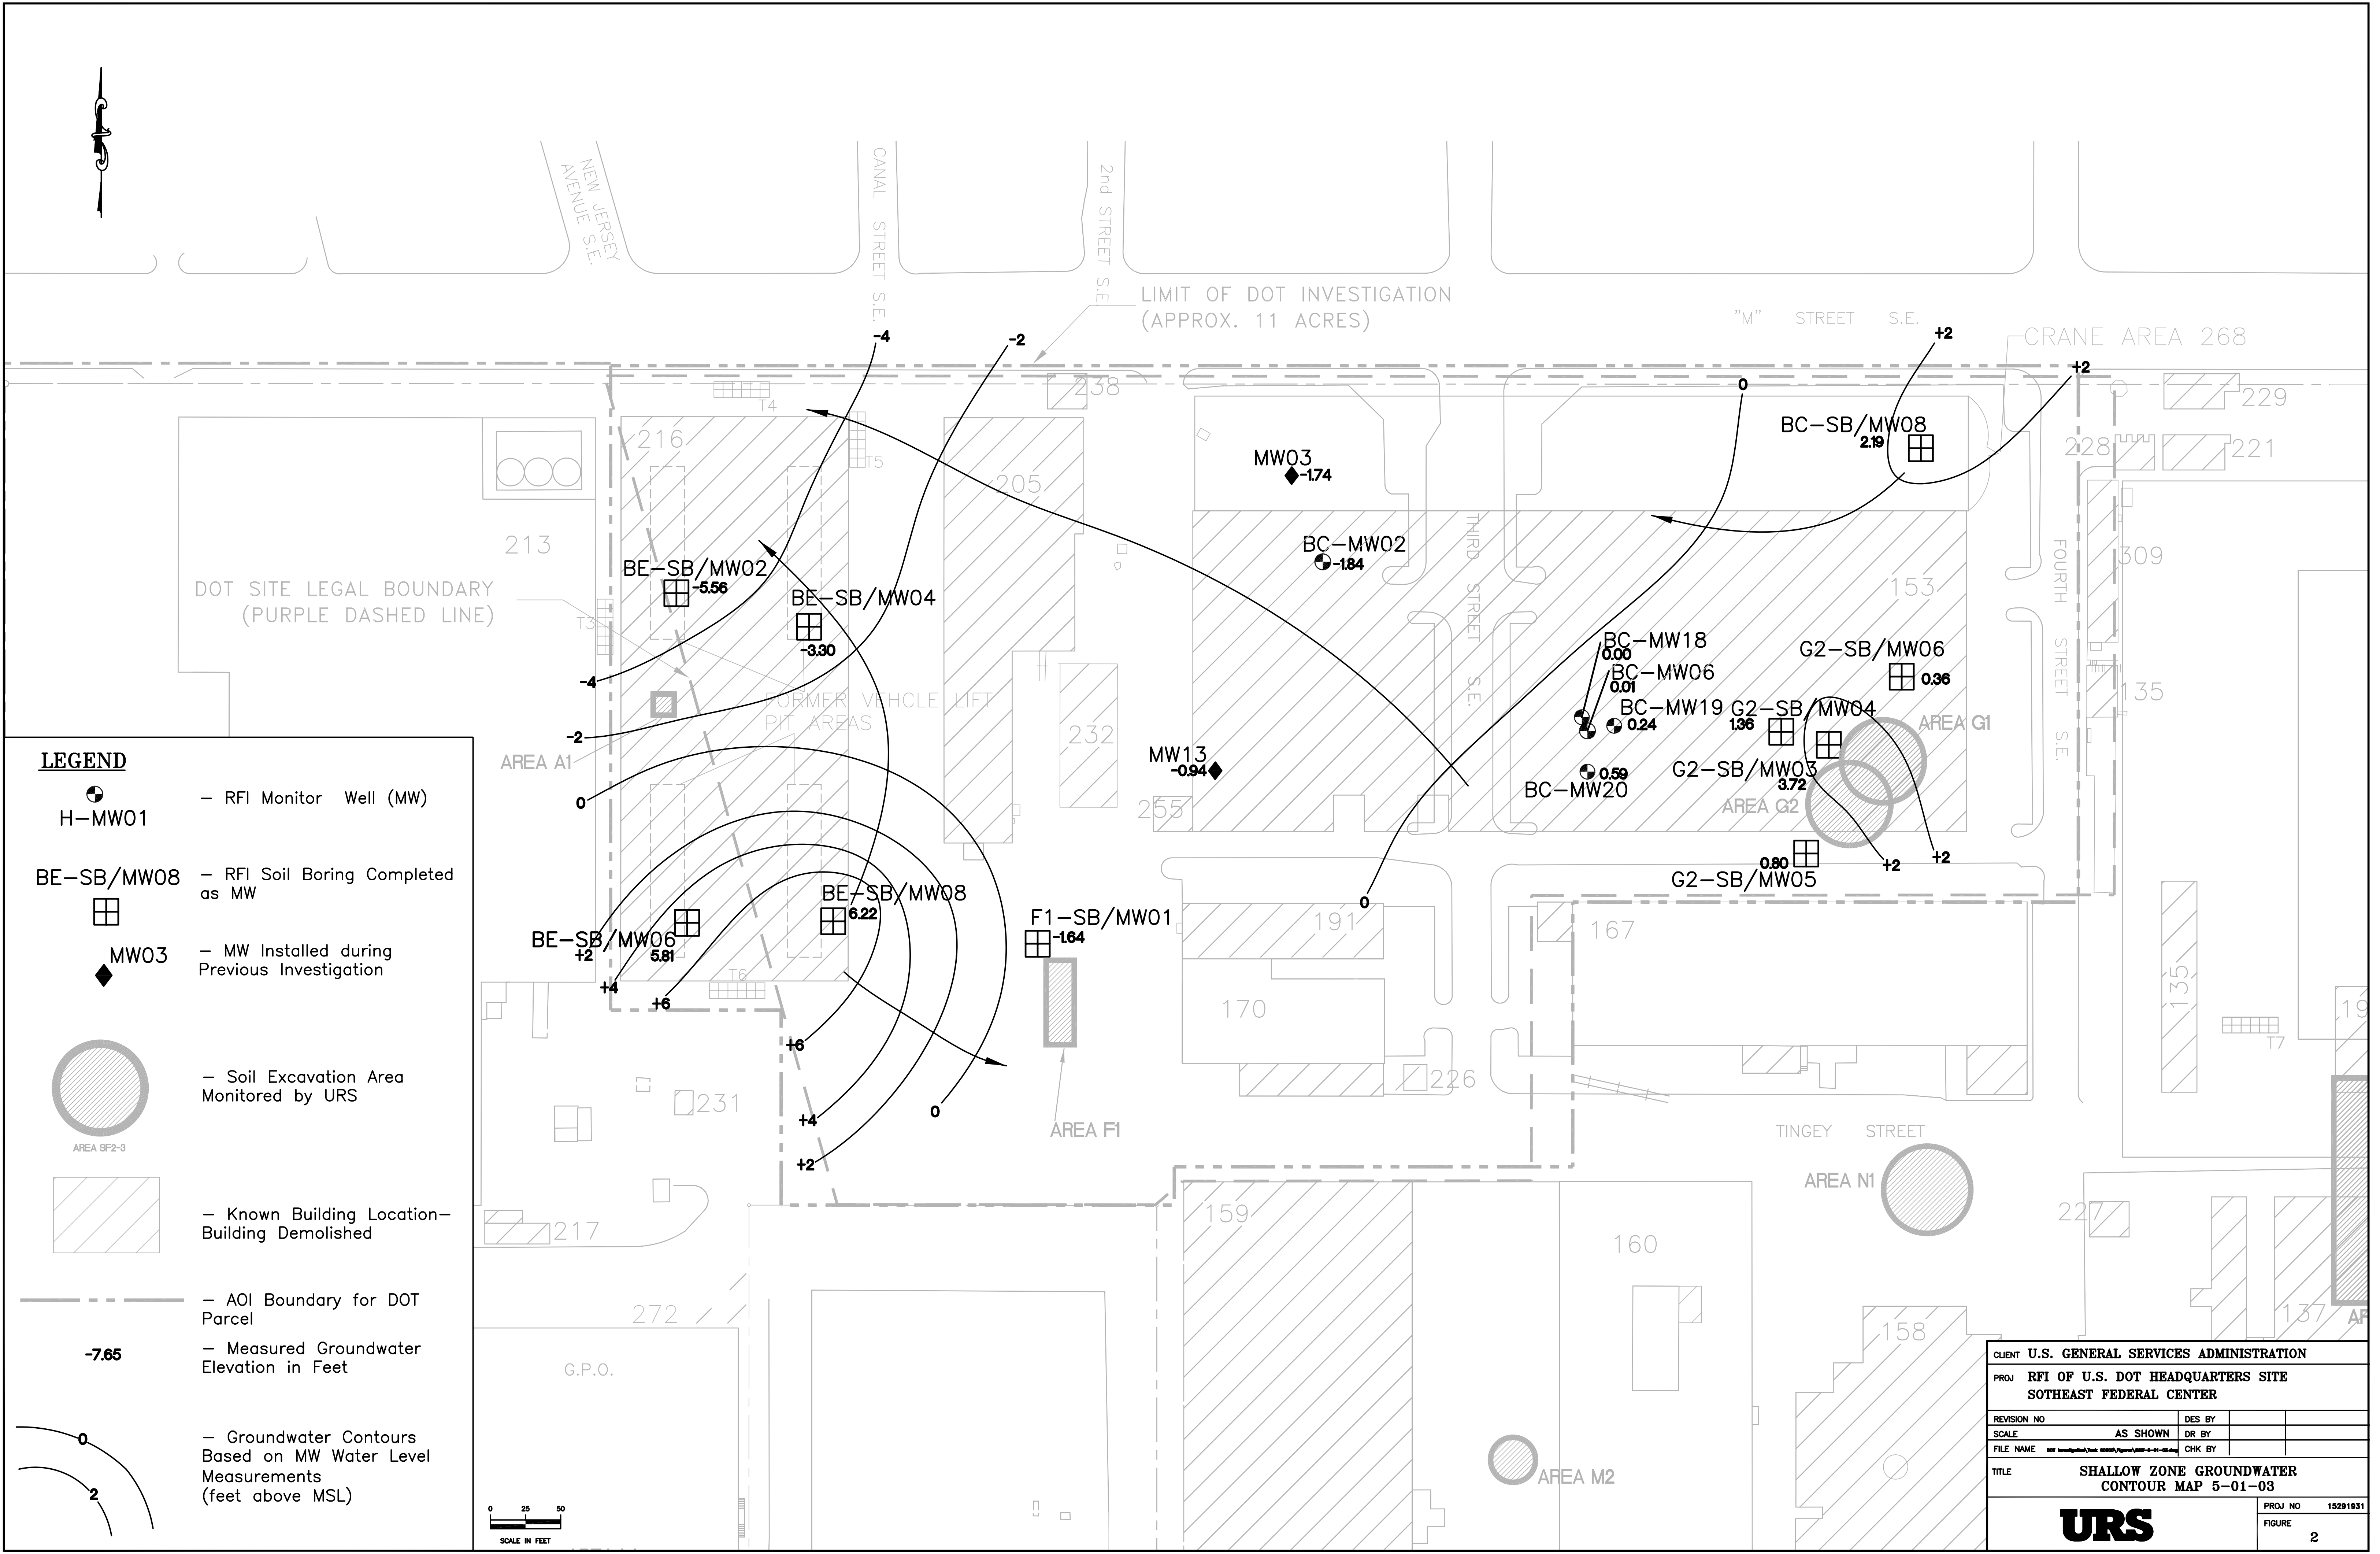 NEW JERSEY
AVENUE S.E.
CANAL STREET S.E.
2nd STREET S.E.
LIMIT OF DOT INVESTIGATION
(APPROX. 11 ACRES)
"M" STREET S.E.
CRANE AREA 268
-4
-2
+2
+2
0
238
T4
216
T5
205
229
228
221
BC-SB/MW08
2.19
MW03
-1.74
213
DOT SITE LEGAL BOUNDARY
(PURPLE DASHED LINE)
BE-SB/MW02
-5.56
BE-SB/MW04
-3.30
T3
BC-MW02
-1.84
THIRD STREET S.E.
153
FOURTH STREET S.E.
309
135
BC-MW18
0.00
BC-MW06
0.01
BC-MW19
0.24
G2-SB/MW06
0.36
G2-SB/MW04
1.36
G2-SB/MW03
3.72
AREA G1
AREA G2
-4
-2
0
FORMER VEHCLE LIFT
PIT AREAS
AREA A1
232
MW13
-0.94
255
BC-MW20
0.59
G2-SB/MW05
0.80
+2
+2
0
BE-SB/MW08
6.22
BE-SB/MW06
5.81
+2
+4
+6
T6
F1-SB/MW01
-1.64
191
167
170
226
135
19
T7
+6
+4
+2
0
231
AREA F1
TINGEY STREET
AREA N1
217
159
160
227
272
G.P.O.
158
137
AREA M2
LEGEND
H-MW01
- RFI Monitor Well (MW)
BE-SB/MW08
- RFI Soil Boring Completed
as MW
MW03
- MW Installed during
Previous Investigation
- Soil Excavation Area
Monitored by URS
AREA SF2-3
- Known Building Location-
Building Demolished
- AOI Boundary for DOT
Parcel
-7.65
- Measured Groundwater
Elevation in Feet
0
2
- Groundwater Contours
Based on MW Water Level
Measurements
(feet above MSL)
0 25 50
SCALE IN FEET
CLIENT U.S. GENERAL SERVICES ADMINISTRATION
PROJ RFI OF U.S. DOT HEADQUARTERS SITE
SOTHEAST FEDERAL CENTER
REVISION NO
DES BY
SCALE AS SHOWN
DR BY
FILE NAME
CHK BY
TITLE SHALLOW ZONE GROUNDWATER
CONTOUR MAP 5-01-03
URS
PROJ NO 15291931
FIGURE
2